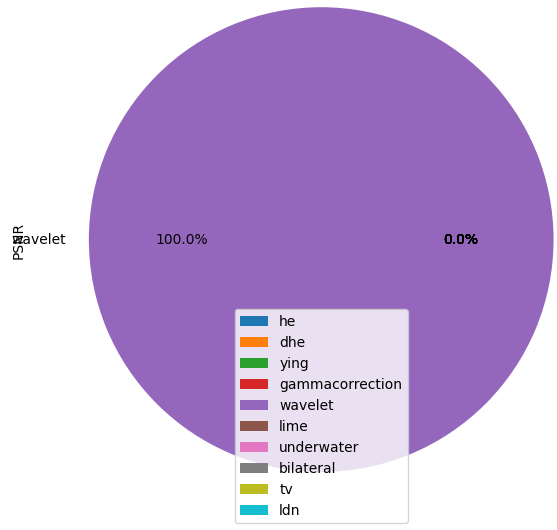 PSNR
wavelet
100.0%
0.0%
he
dhe
ying
gammacorrection
wavelet
lime
underwater
bilateral
tv
ldn